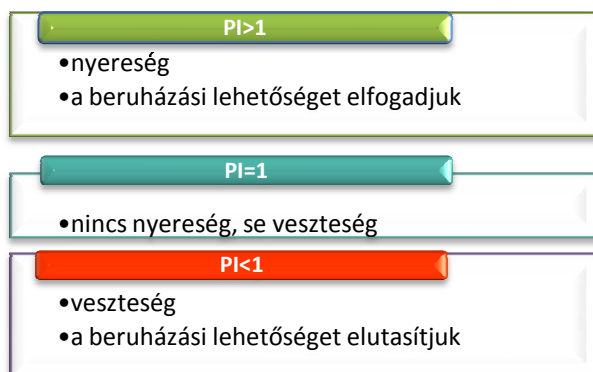 PI>1
•nyereség
•a beruházási lehetőséget elfogadjuk
PI=1
•nincs nyereség, se veszteség
PI<1
•veszteség
•a beruházási lehetőséget elutasítjuk